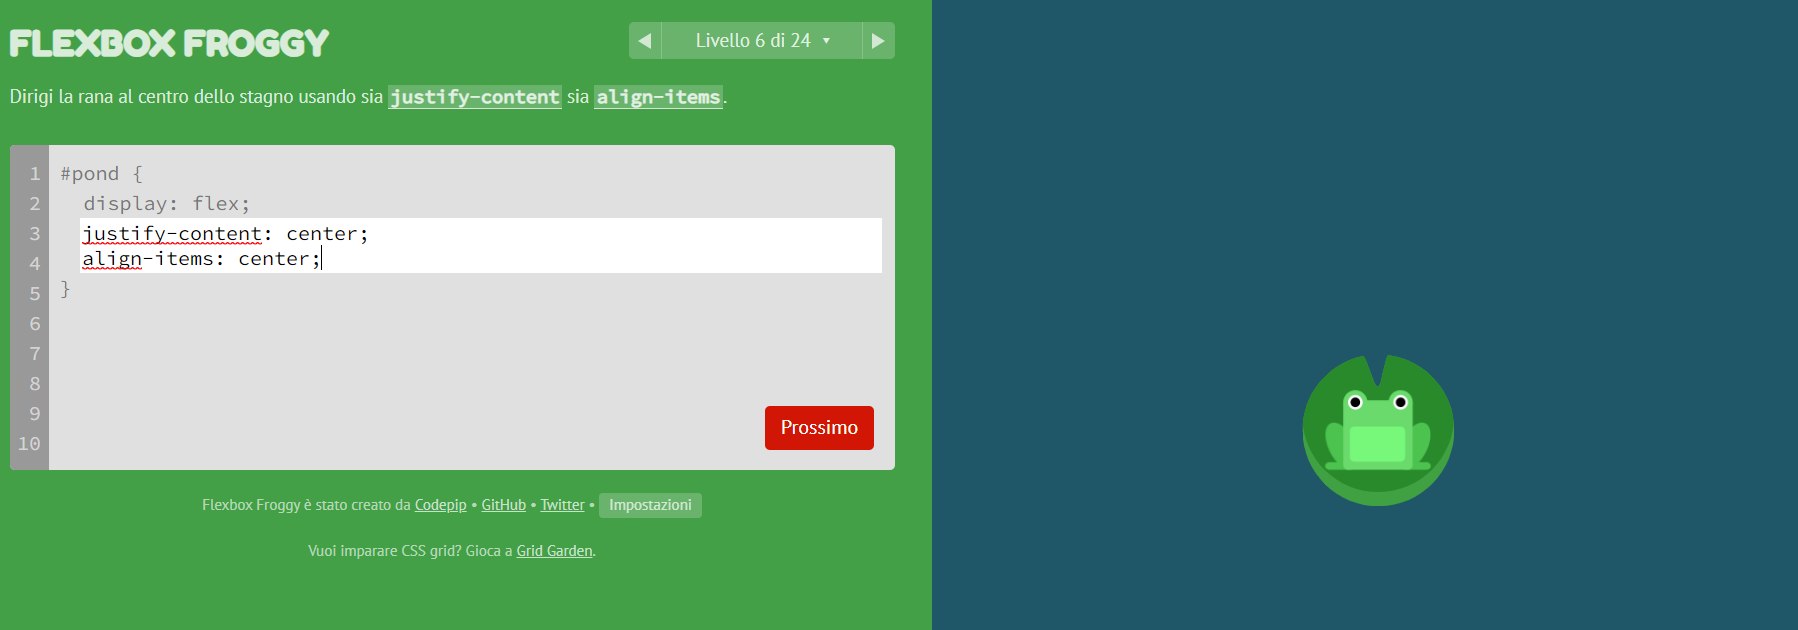 FLEXBOX FROGGY
◀ Livello 6 di 24 ▼ ▶
Dirigi la rana al centro dello stagno usando sia justify-content sia align-items.
1 #pond {
2 display: flex;
3 justify-content: center;
4 align-items: center;
5 }
6
7
8
9
10
Prossimo
Flexbox Froggy è stato creato da Codepip • GitHub • Twitter • Impostazioni
Vuoi imparare CSS grid? Gioca a Grid Garden.